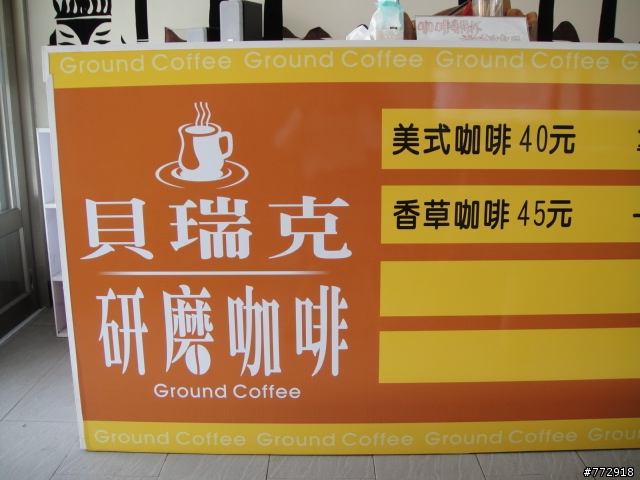 Ground Coffee Ground Coffee Ground Coffee G
貝瑞克
研磨咖啡
Ground Coffee
美式咖啡 40元
香草咖啡 45元
Ground Coffee Ground Coffee Ground Coffee Ground
#772918